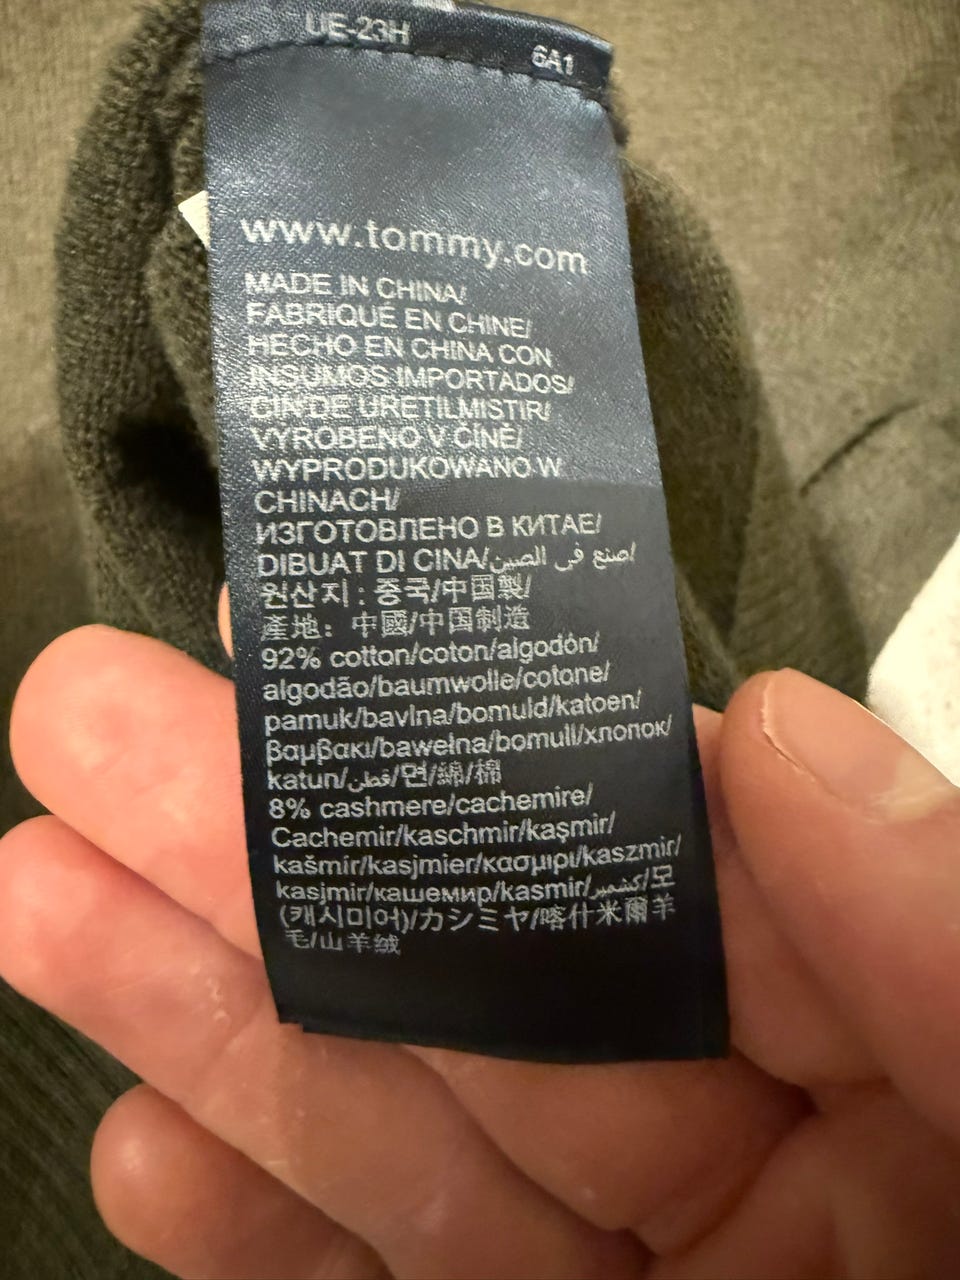 UE-23H
6A1
www.tommy.com
MADE IN CHINA/
FABRIQUÉ EN CHINE/
HECHO EN CHINA CON
INSUMOS IMPORTADOS/
ÇIN'DE URETILMISTIR/
VYROBENO V ČÍNĚ/
WYPRODUKOWANO W
CHINACH/
ИЗГОТОВЛЕНО В КИТАЕ/
DIBUAT DI CINA/صنع فى الصين/
원산지 : 중국/中国製/
產地: 中國/中国制造
92% cotton/coton/algodón/
algodão/baumwolle/cotone/
pamuk/bavlna/bomuld/katoen/
βαμβακι/bawełna/bomull/хлопок/
katun/قطن/면/綿/棉
8% cashmere/cachemire/
Cachemir/kaschmir/kaşmir/
kašmír/kasjmier/κασμιρι/kaszmir/
kasjmir/кашемир/kasmir/كشمير/모
(캐시미어)/カシミヤ/喀什米爾羊
毛/山羊绒